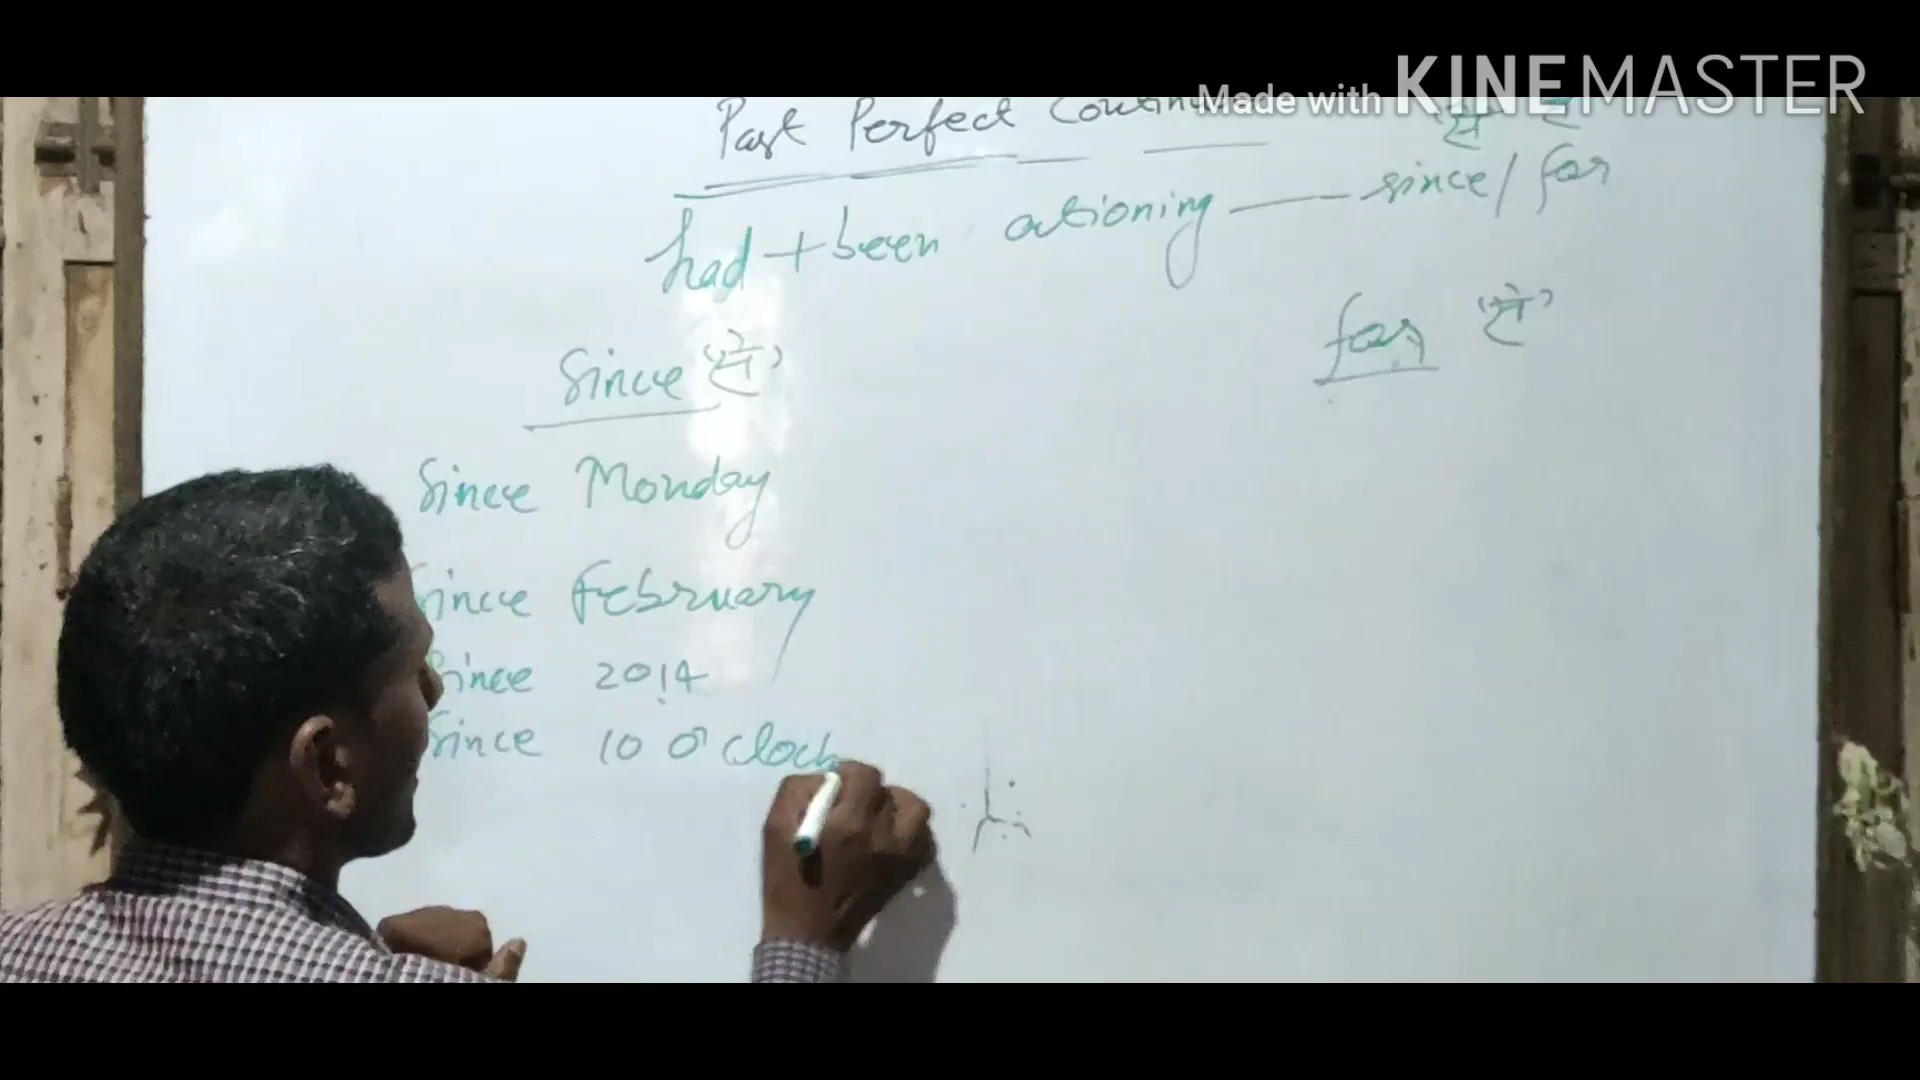 Made with KINEMASTER
Past Perfect
had + been actioning — since / for
Since 'से'
for 'से'
Since Monday
Since February
Since 2014
Since 10 O' Clock